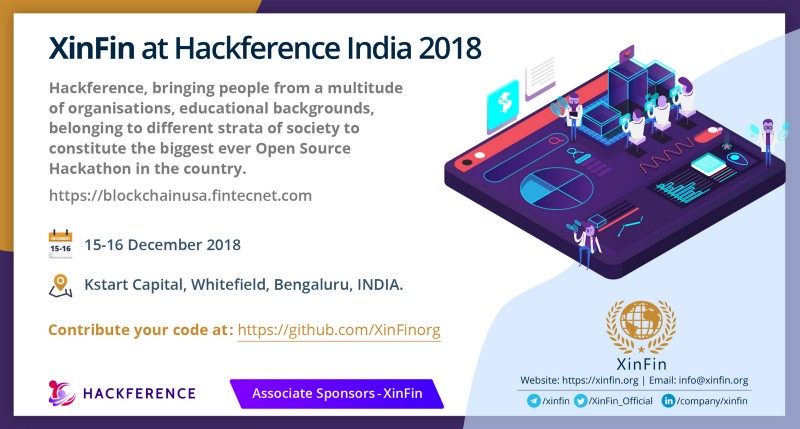 XinFin at Hackference India 2018
Hackference, bringing people from a multitude
of organisations, educational backgrounds,
belonging to different strata of society to
constitute the biggest ever Open Source
Hackathon in the country.
https://blockchainusa.fintecnet.com
15-16
15-16 December 2018
Kstart Capital, Whitefield, Bengaluru, INDIA.
Contribute your code at: https://github.com/XinFinorg
HACKFERENCE
Associate Sponsors - XinFin
XinFin
Website: https://xinfin.org | Email: info@xinfin.org
/xinfin /XinFin_Official /company/xinfin